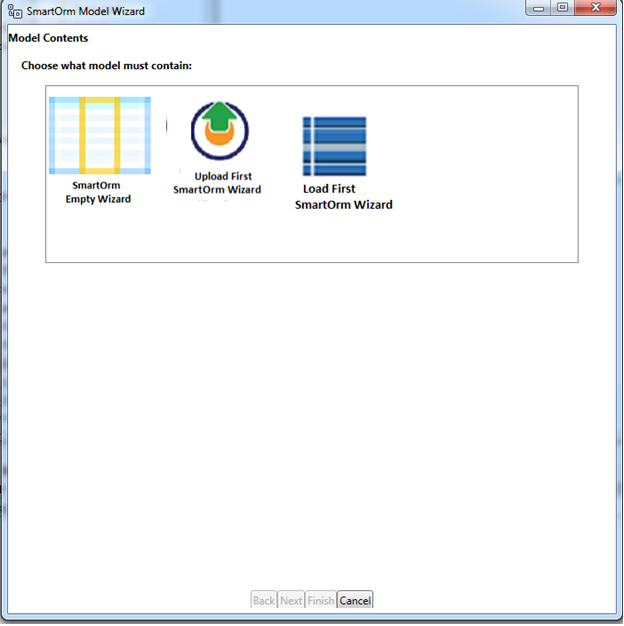 SmartOrm Model Wizard
Model Contents
Choose what model must contain:
SmartOrm
Empty Wizard
Upload First
SmartOrm Wizard
Load First
SmartOrm Wizard
Back Next Finish Cancel